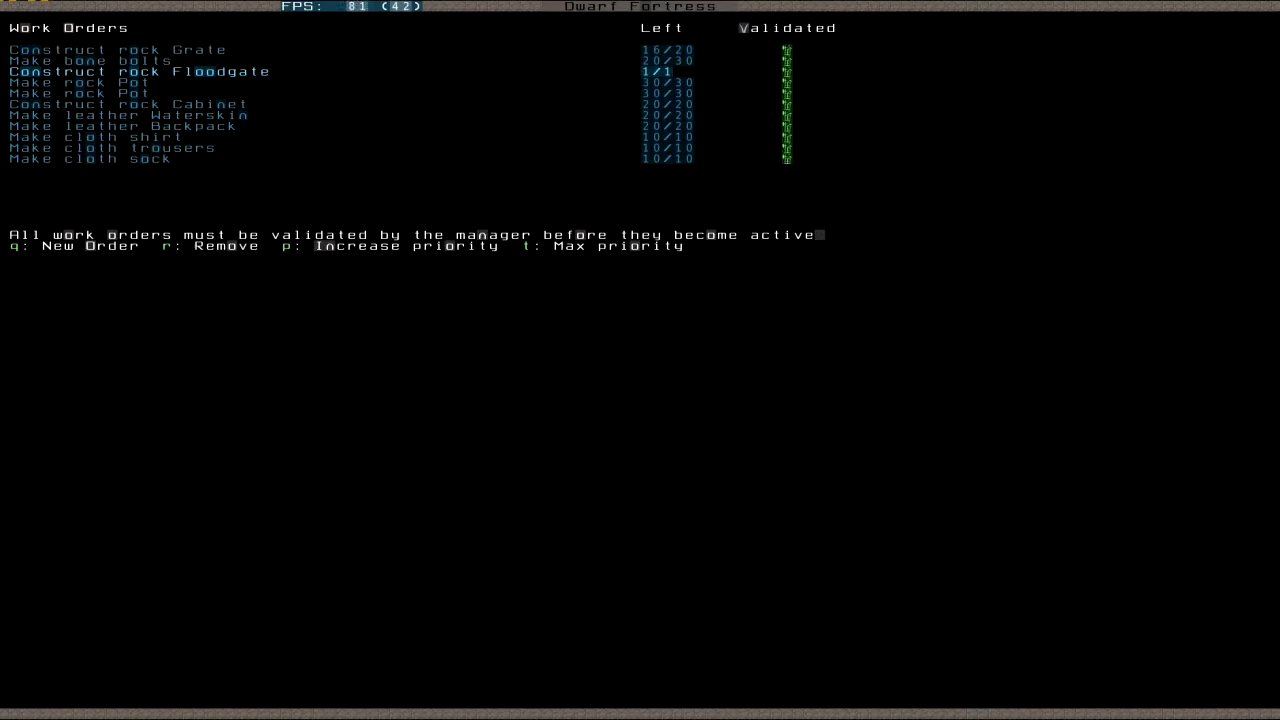 FPS: 81 (42) Dwarf Fortress
Work Orders Left Validated
Construct rock Grate 16/20
Make bone bolts 20/30
Construct rock Floodgate 1/1
Make rock Pot 30/30
Make rock Pot 30/30
Construct rock Cabinet 20/20
Make leather Waterskin 20/20
Make leather Backpack 20/20
Make cloth shirt 10/10
Make cloth trousers 10/10
Make cloth sock 10/10
All work orders must be validated by the manager before they become active
q: New Order r: Remove p: Increase priority t: Max priority